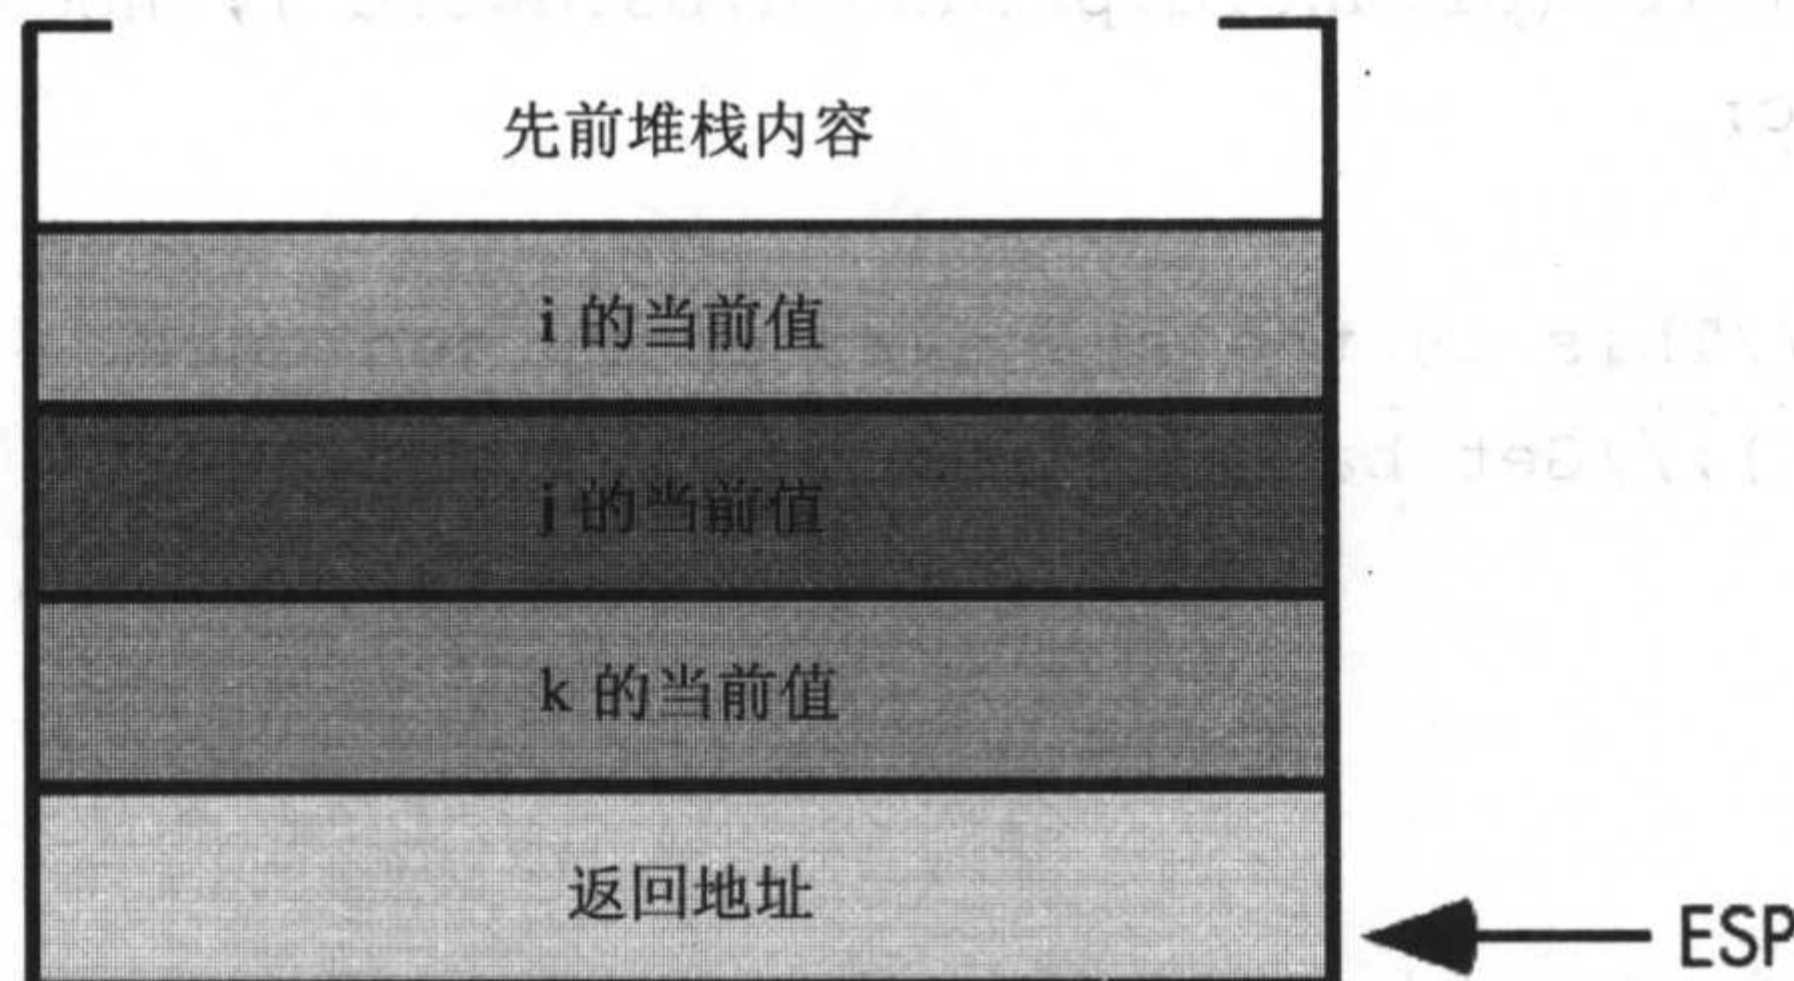 先前堆栈内容
i 的当前值
j 的当前值
k 的当前值
返回地址
ESP